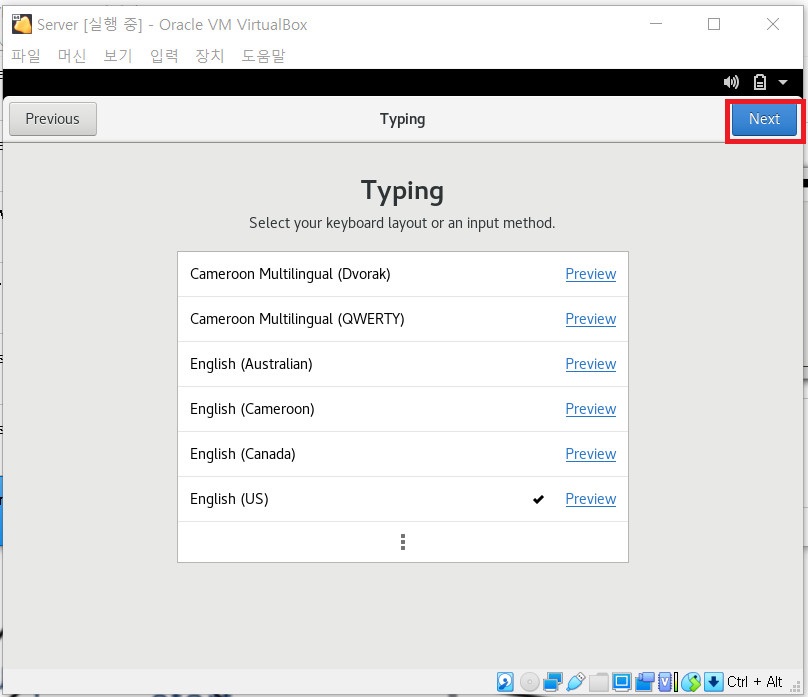 Server [실행 중] - Oracle VM VirtualBox
파일 머신 보기 입력 장치 도움말
Previous Typing Next
Typing
Select your keyboard layout or an input method.
Cameroon Multilingual (Dvorak) Preview
Cameroon Multilingual (QWERTY) Preview
English (Australian) Preview
English (Cameroon) Preview
English (Canada) Preview
English (US) Preview
Ctrl + Alt